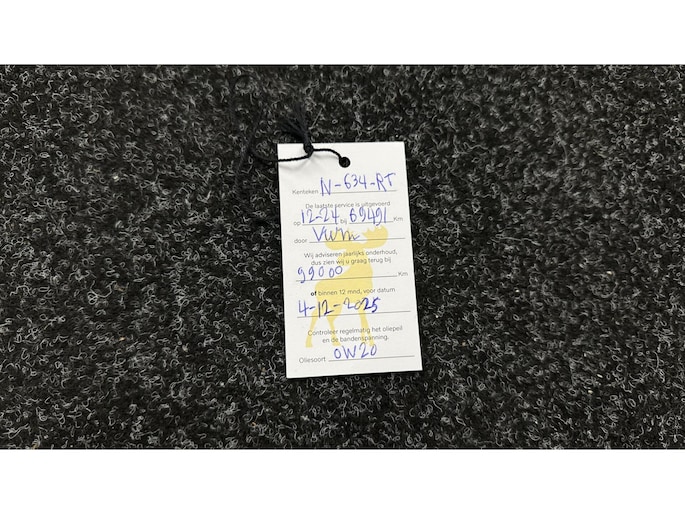 Kenteken N-634-RT
De laatste service is uitgevoerd
op 12-24 bij 69491 Km
door Vwm
Wij adviseren jaarlijks onderhoud,
dus zien wij u graag terug bij
99000 Km
of binnen 12 mnd, voor datum
4-12-2025
Controleer regelmatig het oliepeil
en de bandenspanning.
Oliesoort 0W20